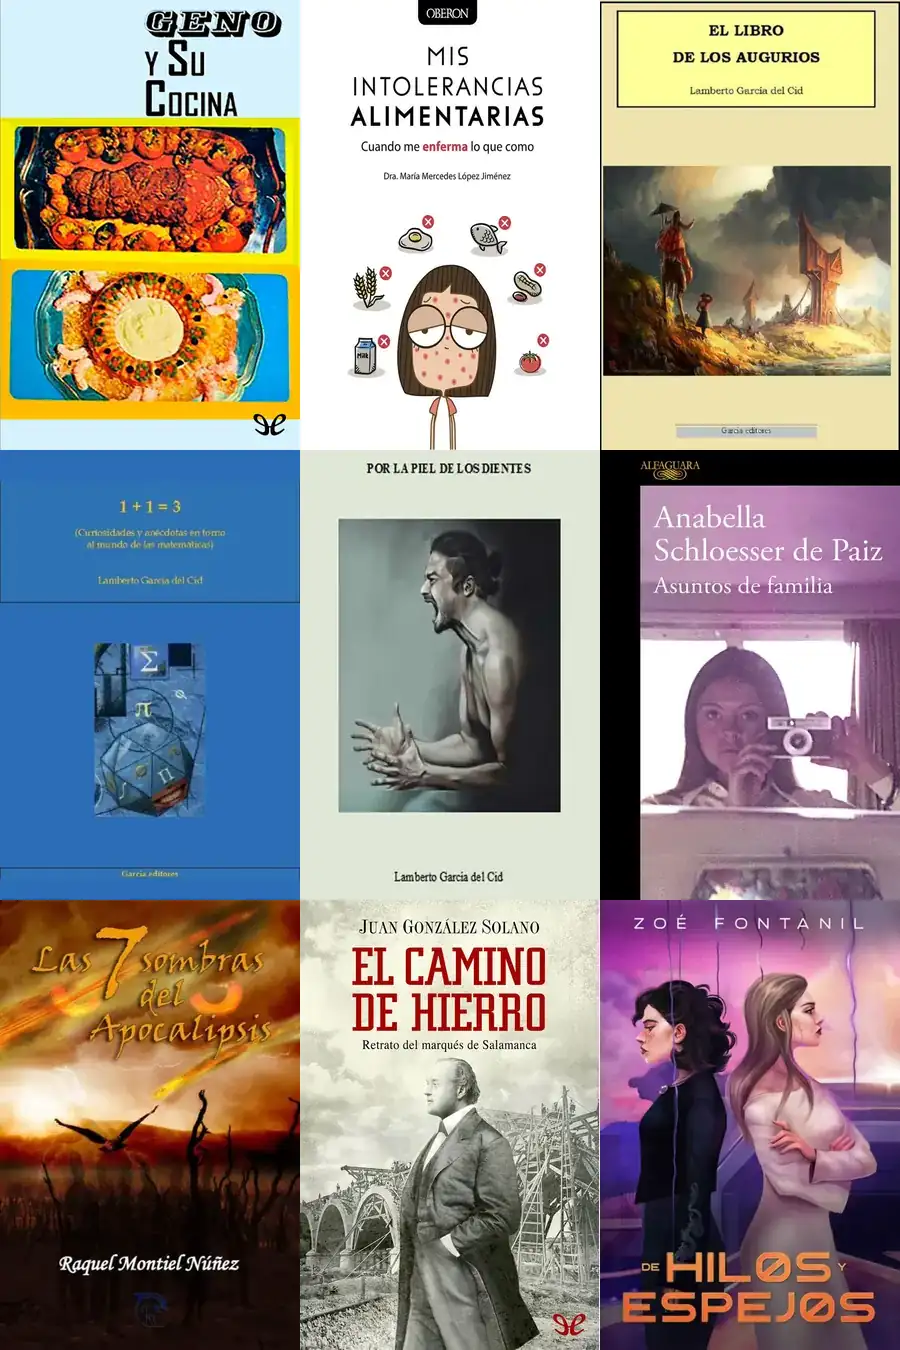 GENO
Y SU
COCINA
OBERON
MIS
INTOLERANCIAS
ALIMENTARIAS
Cuando me enferma lo que como
Dra. María Mercedes López Jiménez
Milk
EL LIBRO
DE LOS AUGURIOS
Lamberto García del Cid
García editores
1 + 1 = 3
(Curiosidades y anécdotas en torno
al mundo de las matemáticas)
Lamberto García del Cid
Σ
π
García editores
POR LA PIEL DE LOS DIENTES
Lamberto García del Cid
ALFAGUARA
Anabella
Schloesser de Paiz
Asuntos de familia
Las 7 sombras
del
Apocalipsis
Raquel Montiel Núñez
JUAN GONZÁLEZ SOLANO
EL CAMINO
DE HIERRO
Retrato del marqués de Salamanca
ZOÉ FONTANIL
DE HILOS Y
ESPEJOS